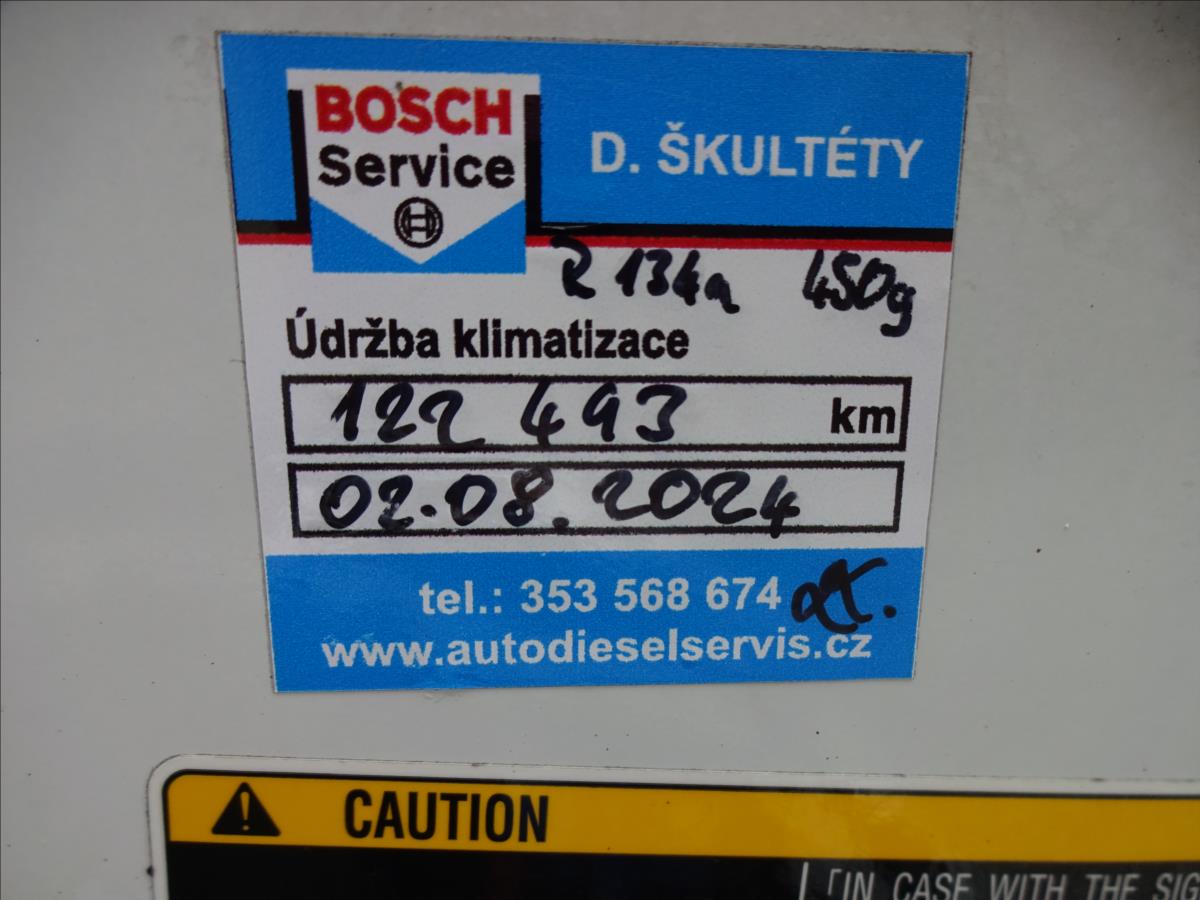 BOSCH
Service
D. ŠKULTÉTY
R 134a 450g
Údržba klimatizace
122 493 km
02.08.2024
tel.: 353 568 674
www.autodieselservis.cz
CAUTION
IN CASE WITH THE SIG